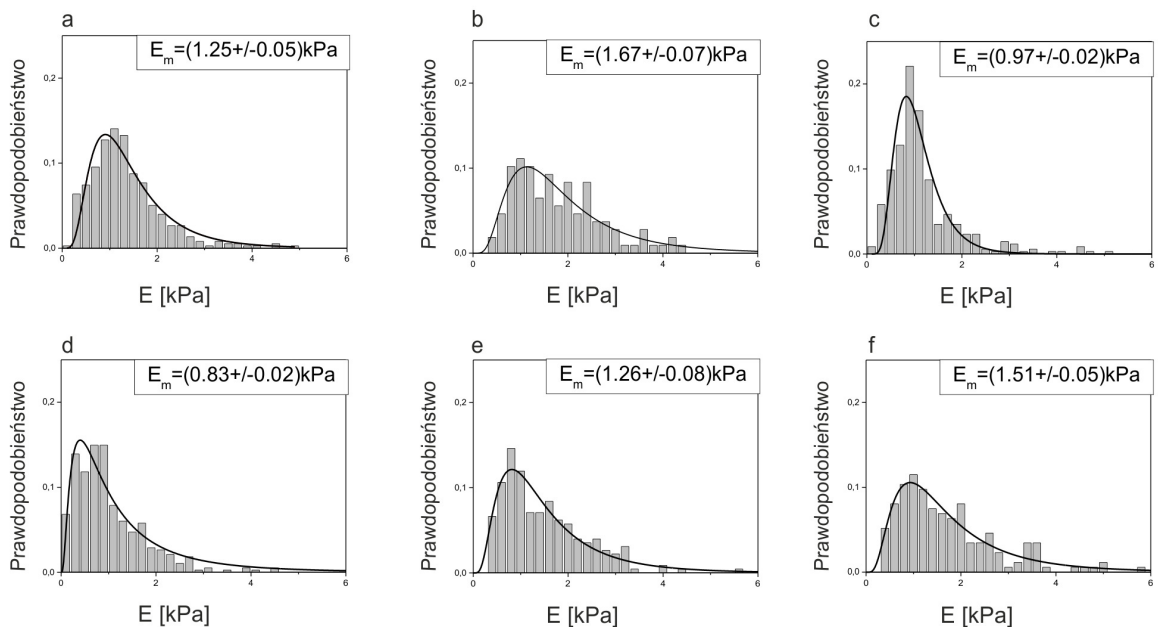 a
E_m=(1.25+/-0.05)kPa
Prawdopodobieństwo
0,2
0,1
0,0
0 2 4 6
E [kPa]
b
E_m=(1.67+/-0.07)kPa
Prawdopodobieństwo
0,2
0,1
0,0
0 2 4 6
E [kPa]
c
E_m=(0.97+/-0.02)kPa
Prawdopodobieństwo
0,2
0,1
0,0
0 2 4 6
E [kPa]
d
E_m=(0.83+/-0.02)kPa
Prawdopodobieństwo
0,2
0,1
0,0
0 2 4 6
E [kPa]
e
E_m=(1.26+/-0.08)kPa
Prawdopodobieństwo
0,2
0,1
0,0
0 2 4 6
E [kPa]
f
E_m=(1.51+/-0.05)kPa
Prawdopodobieństwo
0,2
0,1
0,0
0 2 4 6
E [kPa]